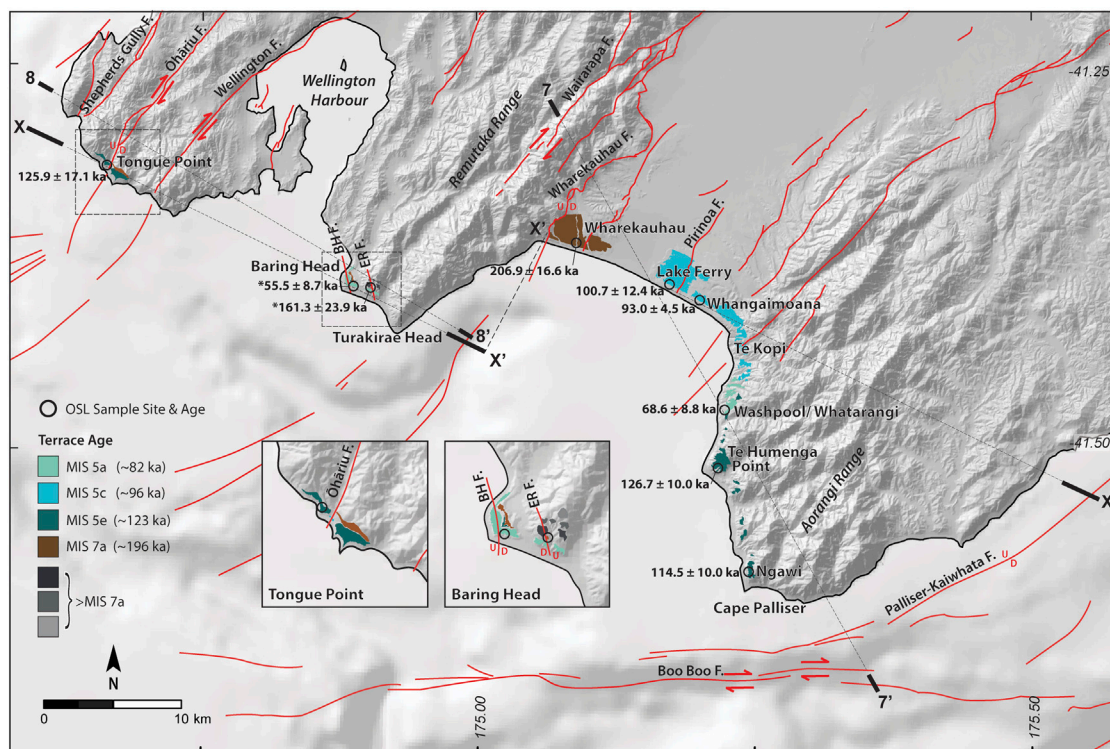 Shepherds Gully F.
Ōhāriu F.
Wellington F.
Wellington
Harbour
8
X
U
D
Tongue Point
125.9 ± 17.1 ka
Remutaka Range
7
Wairarapa F.
Wharekauhau F.
-41.25
U D
X'
Wharekauhau
206.9 ± 16.6 ka
BH F.
ER F.
Baring Head
*55.5 ± 8.7 ka
*161.3 ± 23.9 ka
Turakirae Head
8'
X'
Pirinoa F.
Lake Ferry
100.7 ± 12.4 ka
93.0 ± 4.5 ka
Whangaimoana
Te Kopi
68.6 ± 8.8 ka
Washpool/ Whatarangi
-41.50
Te Humenga
Point
126.7 ± 10.0 ka
Aorangi Range
X
114.5 ± 10.0 ka
Ngawi
Cape Palliser
Palliser-Kaiwhata F.
U
D
Boo Boo F.
7'
OSL Sample Site & Age
Terrace Age
MIS 5a (~82 ka)
MIS 5c (~96 ka)
MIS 5e (~123 ka)
MIS 7a (~196 ka)
>MIS 7a
N
0
10 km
Ōhāriu F.
Tongue Point
BH F.
ER F.
U D
D U
Baring Head
175.00
175.50